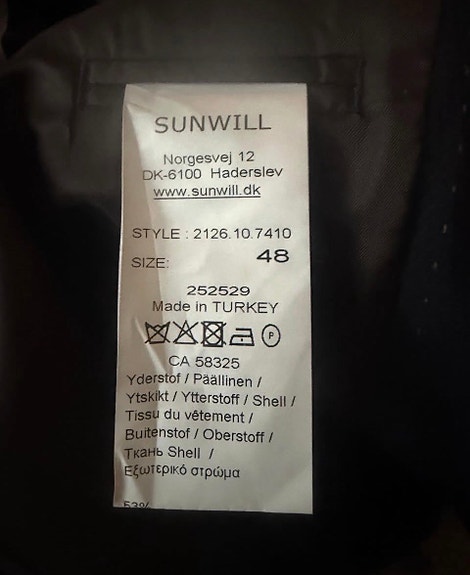 SUNWILL
Norgesvej 12
DK-6100 Haderslev
www.sunwill.dk
STYLE : 2126.10.7410
SIZE: 48
252529
Made in TURKEY
P
CA 58325
Yderstof / Päällinen /
Ytskikt / Ytterstoff / Shell /
Tissu du vêtement /
Buitenstof / Oberstoff /
Ткань Shell /
Εξωτερικό στρώμα